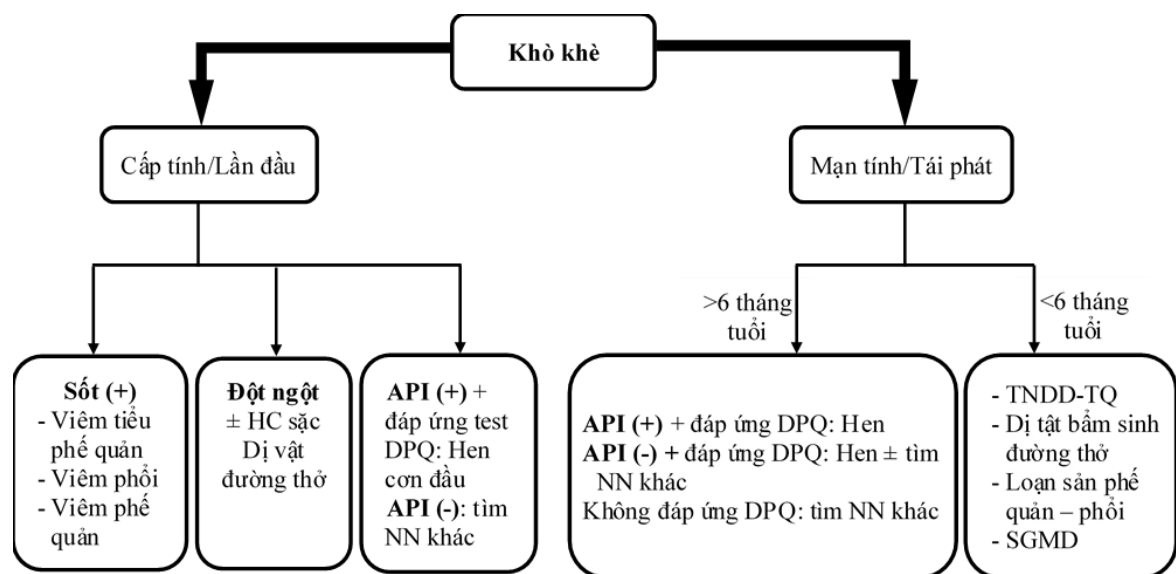 Khò khè
Cấp tính/Lần đầu
Mạn tính/Tái phát
>6 tháng
tuổi
<6 tháng
tuổi
Sốt (+)
- Viêm tiểu
phế quản
- Viêm phổi
- Viêm phế
quản
Đột ngột
± HC sặc
Dị vật
đường thở
API (+) +
đáp ứng test
DPQ: Hen
cơn đầu
API (-): tìm
NN khác
API (+) + đáp ứng DPQ: Hen
API (-) + đáp ứng DPQ: Hen ± tìm
NN khác
Không đáp ứng DPQ: tìm NN khác
- TNDD-TQ
- Dị tật bẩm sinh
đường thở
- Loạn sản phế
quản – phổi
- SGMD